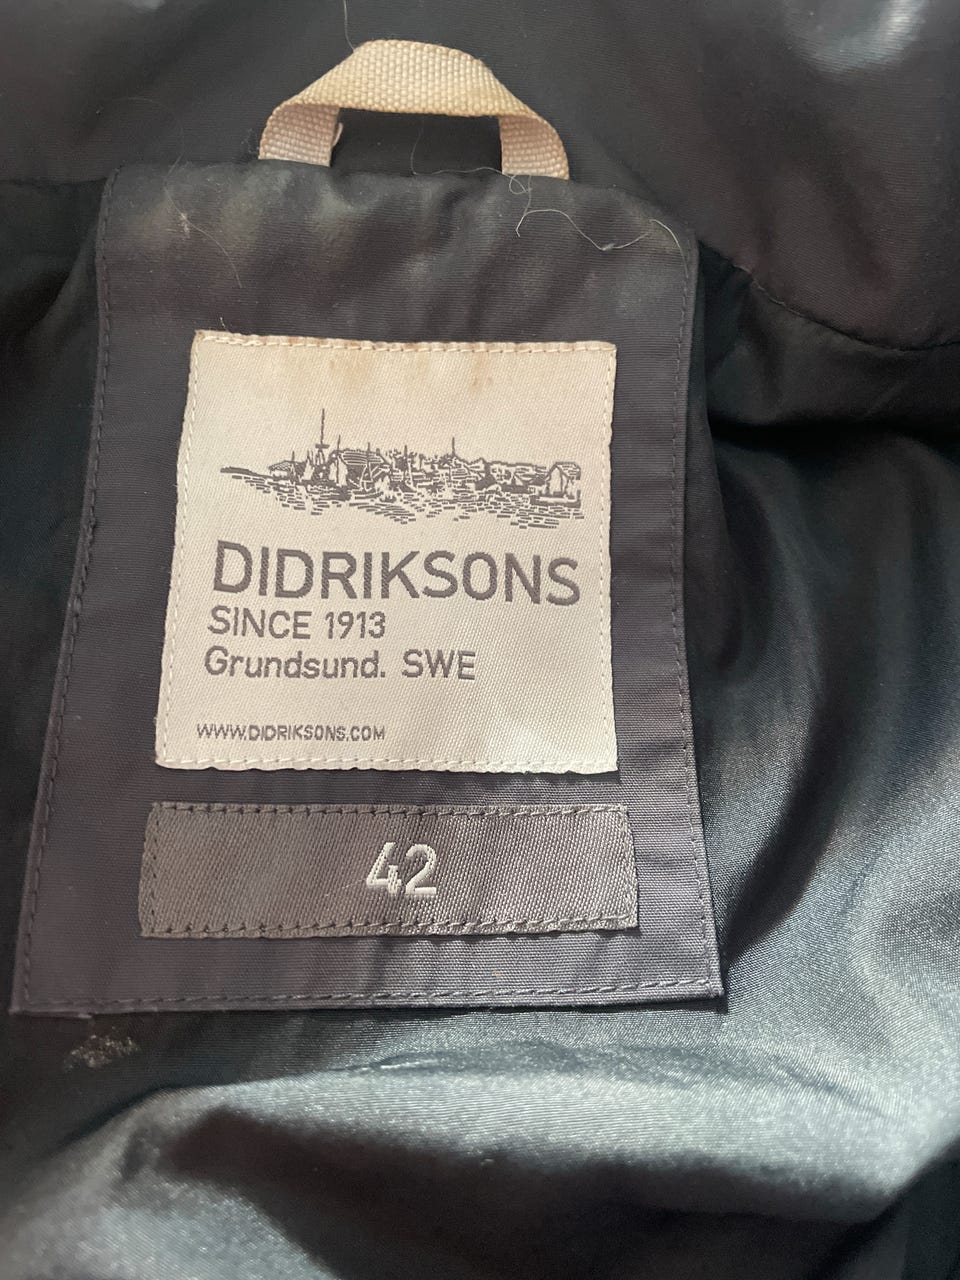 DIDRIKSONS
SINCE 1913
Grundsund. SWE
WWW.DIDRIKSONS.COM
42